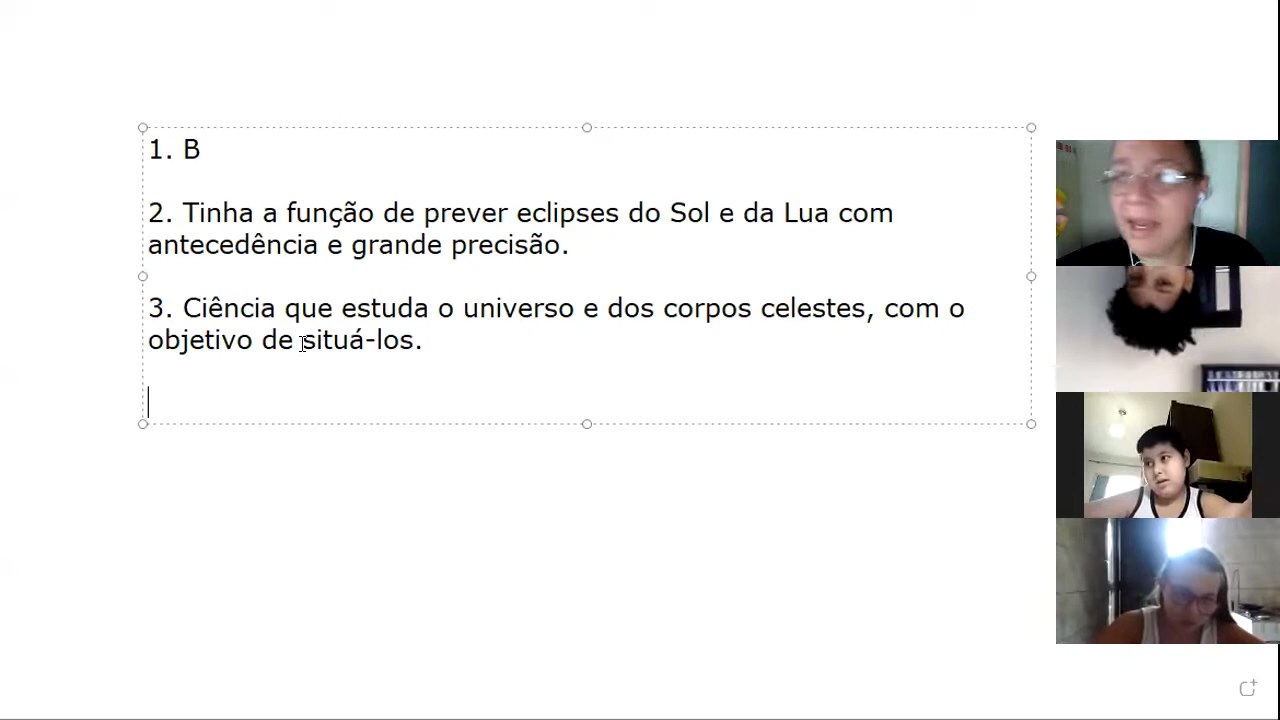 1. B
2. Tinha a função de prever eclipses do Sol e da Lua com
antecedência e grande precisão.
3. Ciência que estuda o universo e dos corpos celestes, com o
objetivo de situá-los.